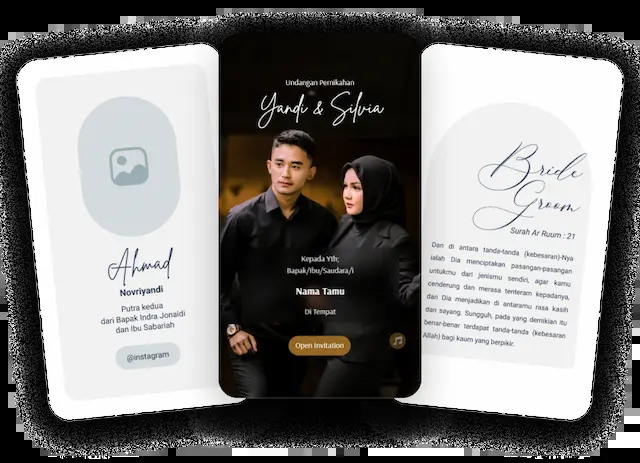 Ahmad
Novriyandi
Putra kedua
dari Bapak Indra Jonaidi
dan Ibu Sabariah
@instagram
Undangan Pernikahan
Yandi & Silvia
Kepada Yth;
Bapak/Ibu/Saudara/i
Nama Tamu
Di Tempat
Open Invitation
Bride
Groom
Surah Ar Ruum : 21
Dan di antara tanda-tanda (kebesaran)-Nya
ialah Dia menciptakan pasangan-pasangan
untukmu dari jenismu sendiri, agar kamu
cenderung dan merasa tenteram kepadanya,
dan Dia menjadikan di antaramu rasa kasih
dan sayang. Sungguh, pada yang demikian itu
benar-benar terdapat tanda-tanda (kebesaran
Allah) bagi kaum yang berpikir.